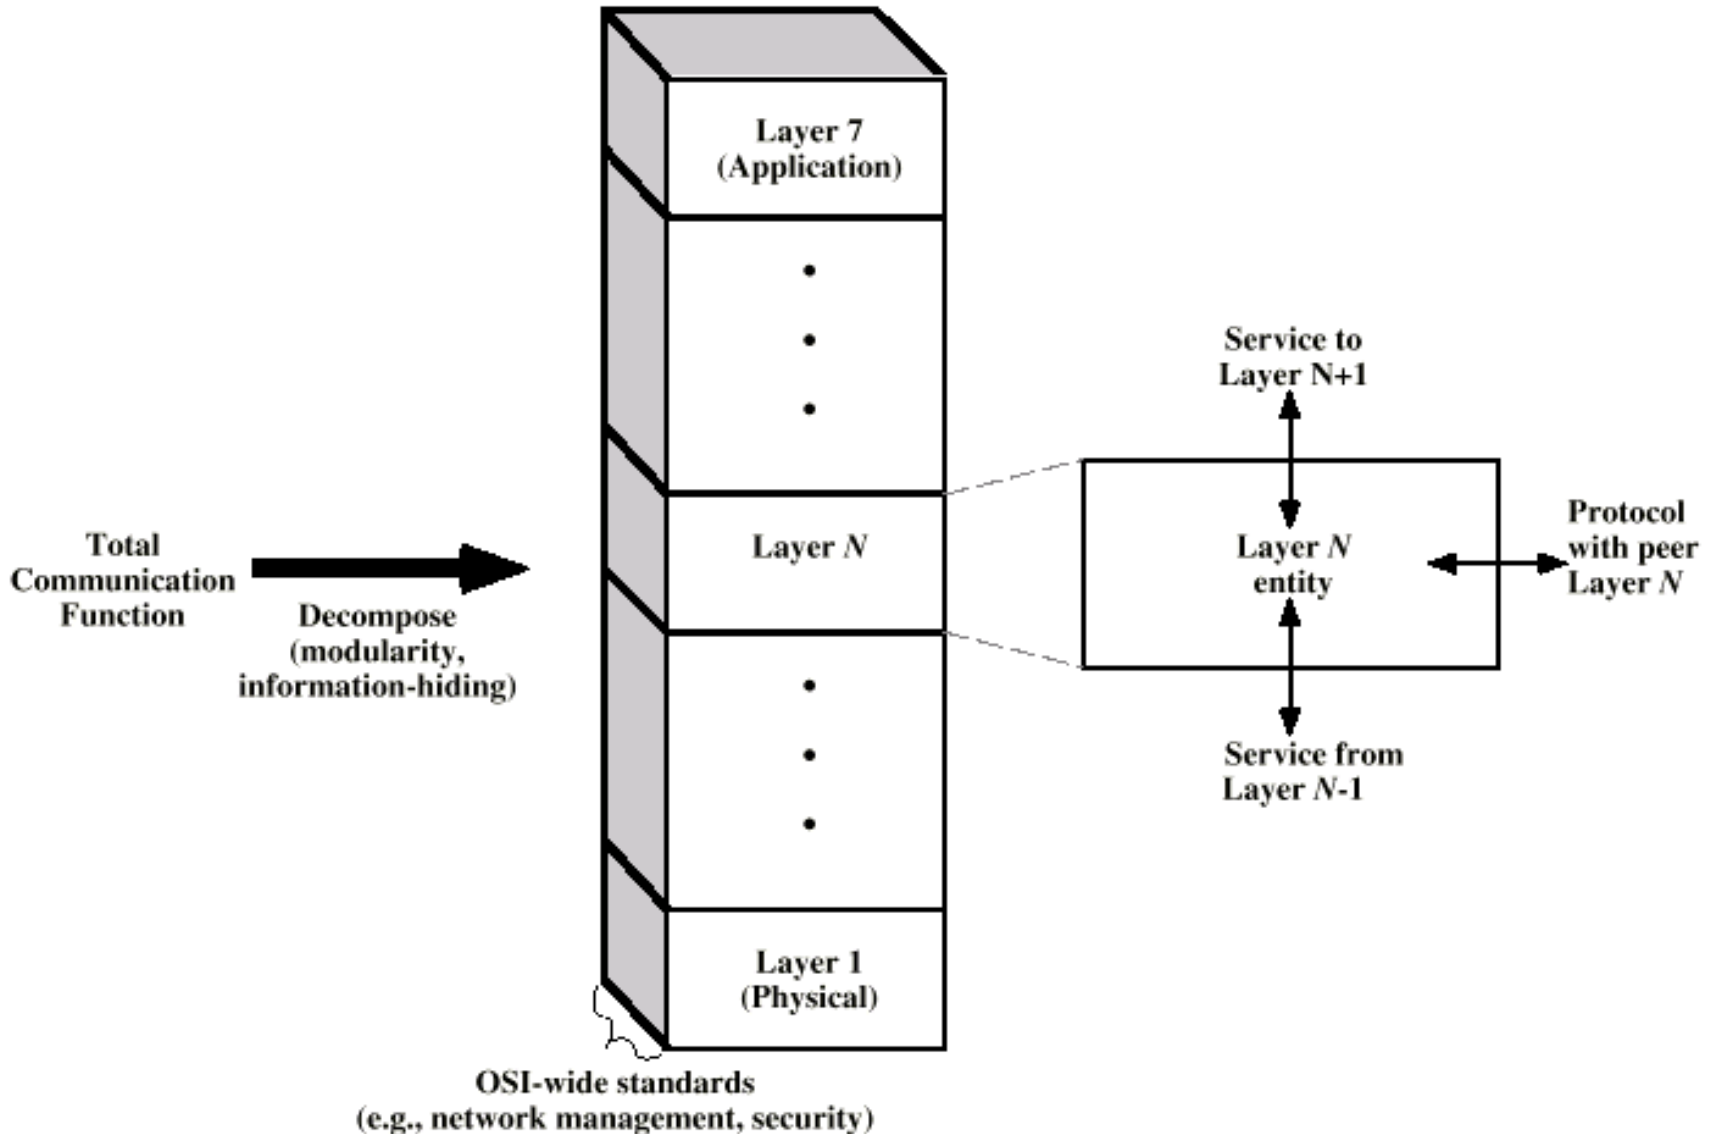 Layer 7
(Application)
Service to
Layer N+1
Total
Communication
Function
Decompose
(modularity,
information-hiding)
Layer N
Layer N
entity
Protocol
with peer
Layer N
Service from
Layer N-1
Layer 1
(Physical)
OSI-wide standards
(e.g., network management, security)